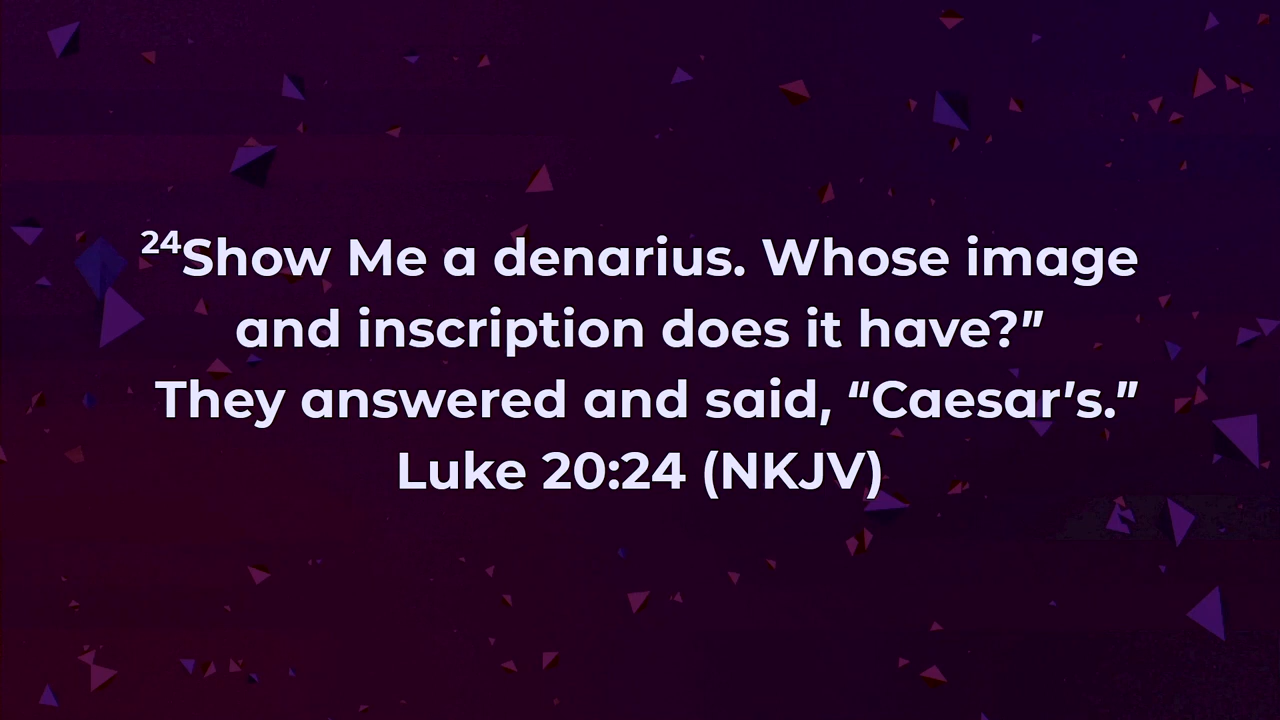 ²⁴Show Me a denarius. Whose image
and inscription does it have?”
They answered and said, “Caesar’s.”
Luke 20:24 (NKJV)